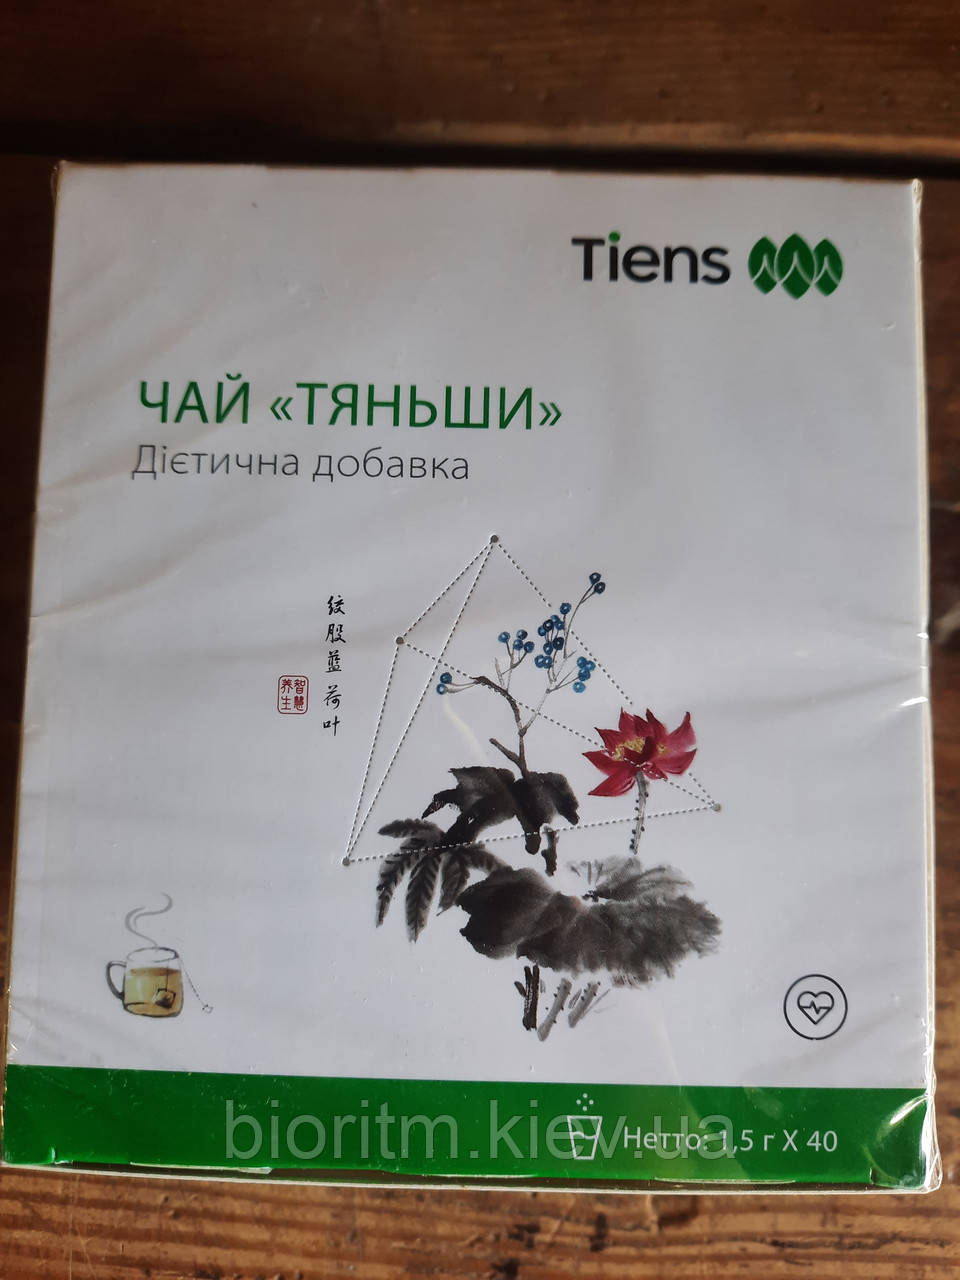 Tiens
ЧАЙ «ТЯНЬШИ»
Дієтична добавка
绞股蓝荷叶
智慧
养生
bioritm.kiev.ua
Нетто: 1,5 г X 40